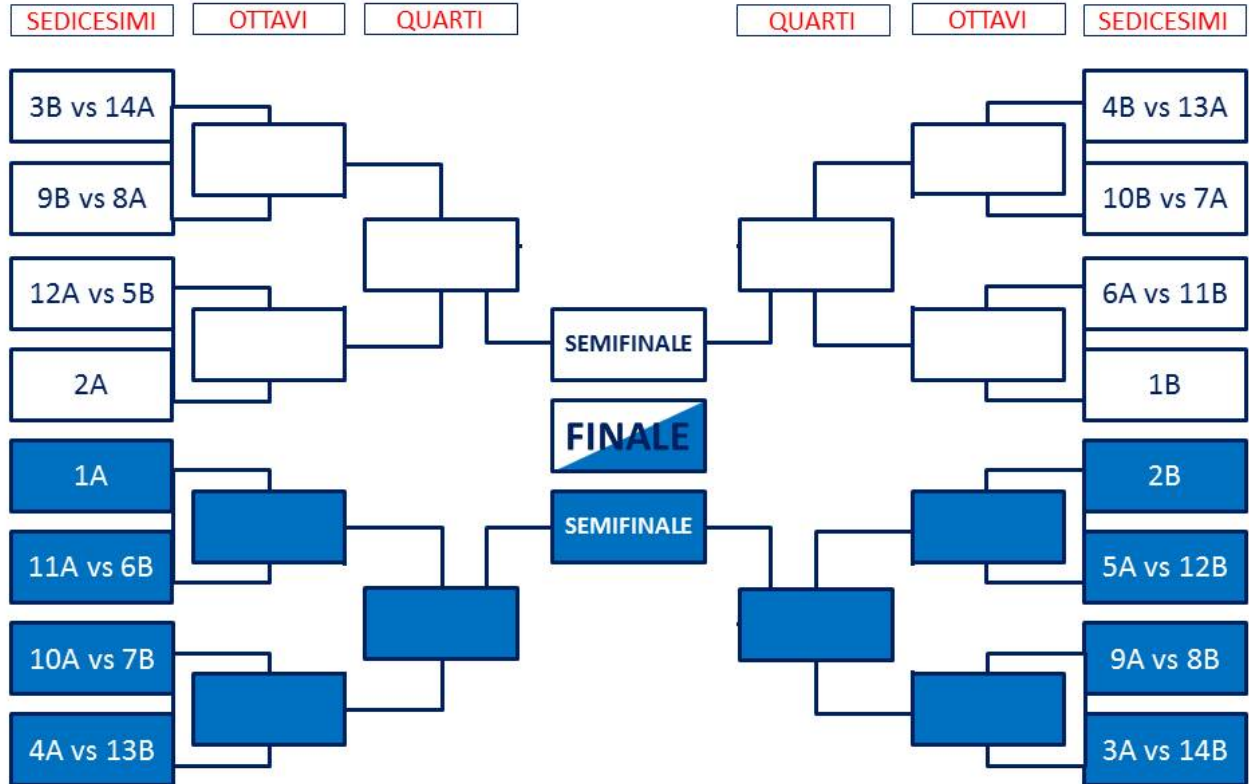 SEDICESIMI
OTTAVI
QUARTI
QUARTI
OTTAVI
SEDICESIMI
3B vs 14A
9B vs 8A
12A vs 5B
2A
1A
11A vs 6B
10A vs 7B
4A vs 13B
SEMIFINALE
FINALE
SEMIFINALE
4B vs 13A
10B vs 7A
6A vs 11B
1B
2B
5A vs 12B
9A vs 8B
3A vs 14B